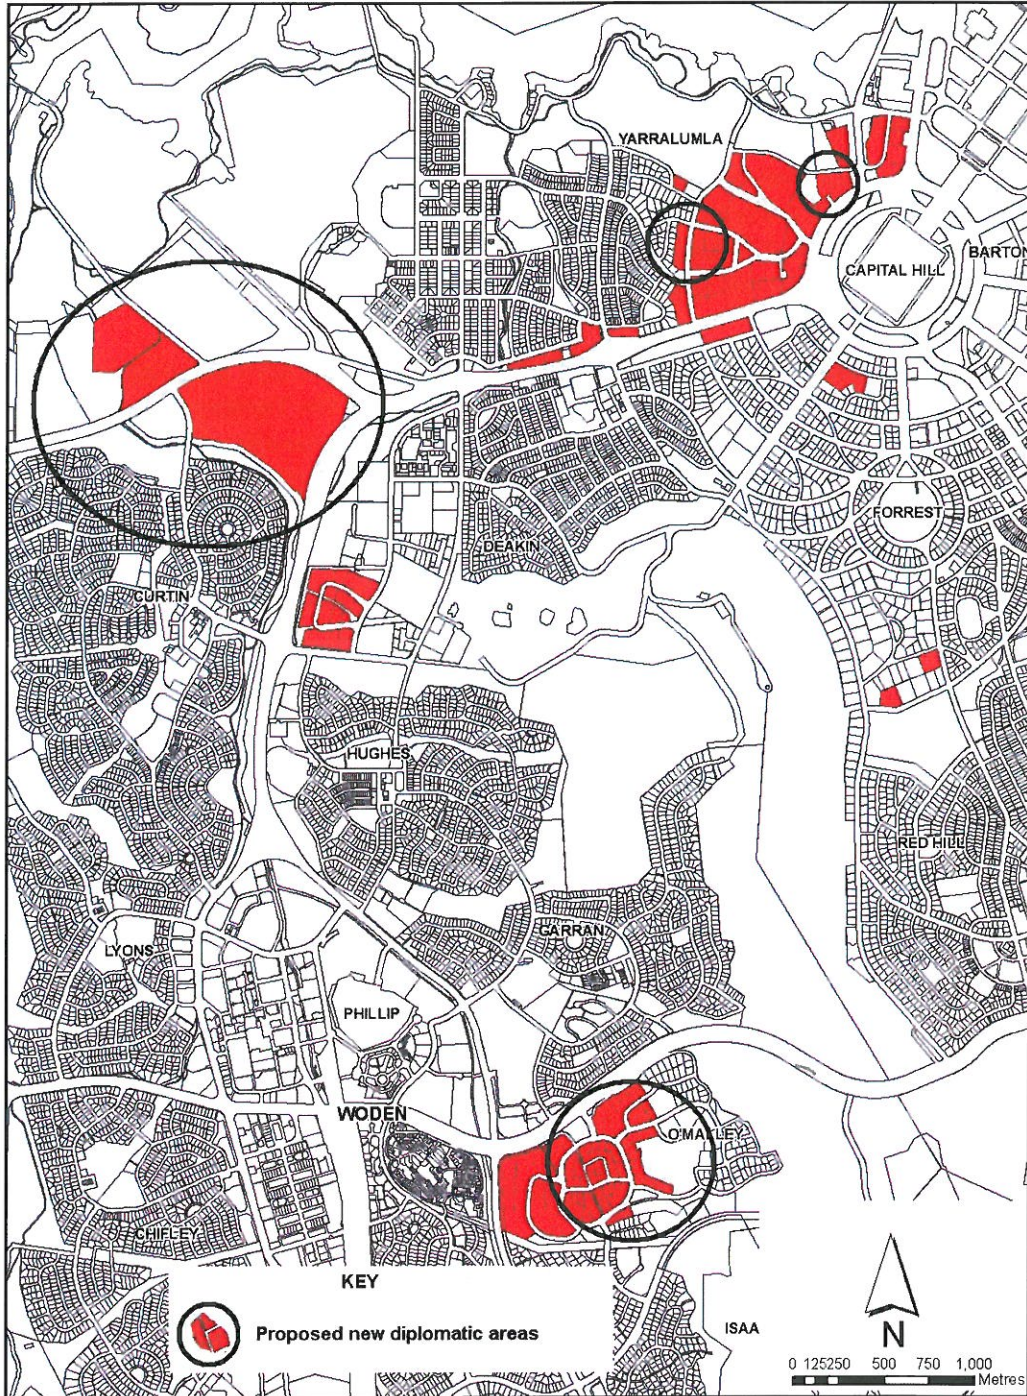 YARRALUMLA
CAPITAL HILL
BARTON
FORREST
DEAKIN
CURTIN
HUGHES
RED HILL
GARRAN
LYONS
PHILLIP
WODEN
O'MALLEY
CHIFLEY
KEY
Proposed new diplomatic areas
ISAA
N
0 125250 500 750 1,000
Metres